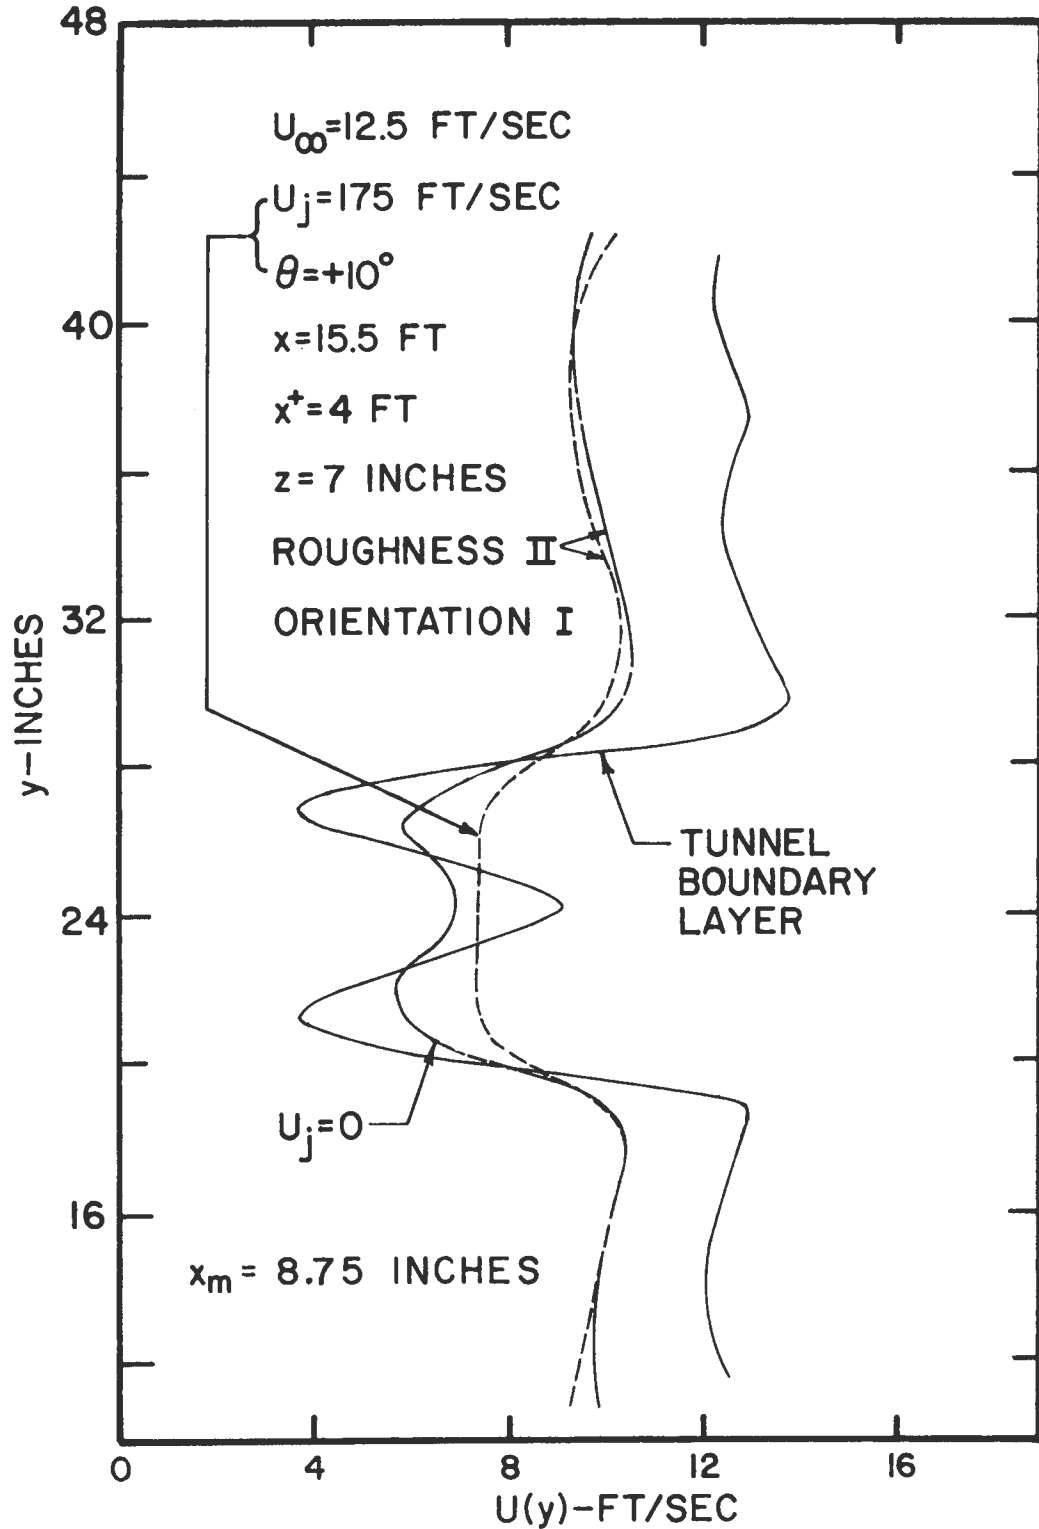 48
U∞=12.5 FT/SEC
Uj=175 FT/SEC
θ=+10°
40
x=15.5 FT
x+=4 FT
z=7 INCHES
ROUGHNESS II
32
ORIENTATION I
y-INCHES
TUNNEL
BOUNDARY
LAYER
24
Uj=0
16
xm= 8.75 INCHES
0 4 8 12 16
U(y)-FT/SEC